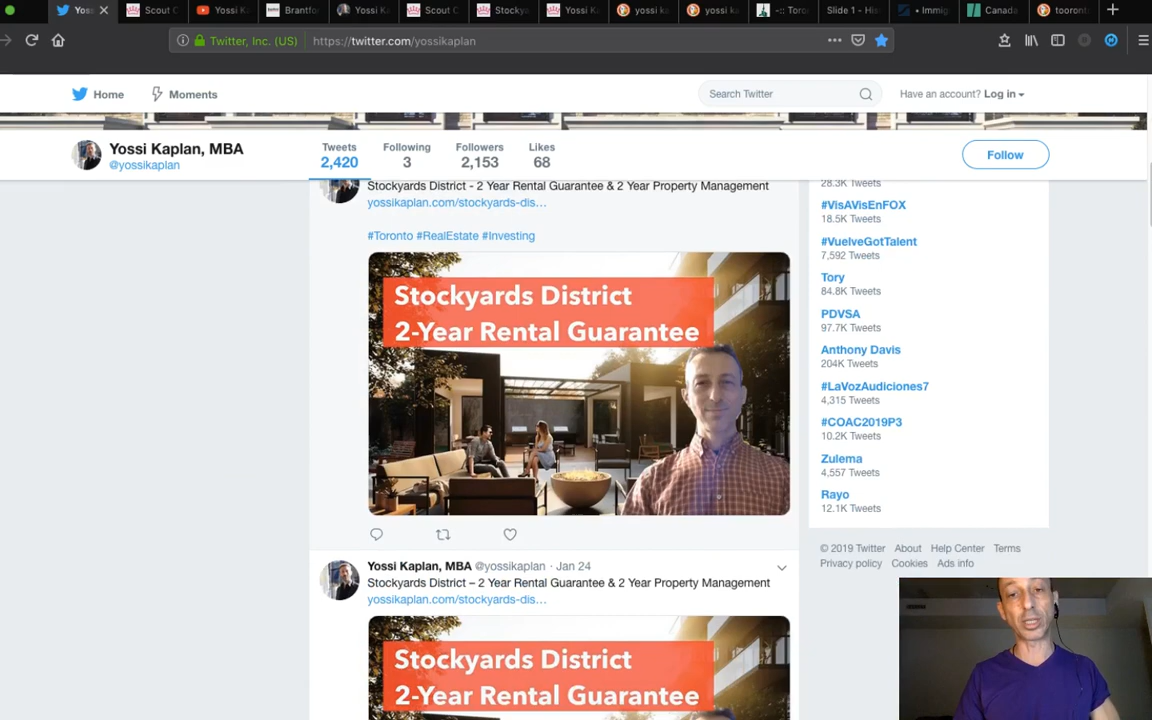 Yos
Scout C
Yossi K
Brantfor
Yossi Ka
Scout C
Stockya
Yossi K
yossi ka
yossi ka
-:: Toro
Slide 1 - His
• Immig
Canada
tooront
Twitter, Inc. (US)
https://twitter.com/yossikaplan
Home
Moments
Search Twitter
Have an account? Log in
Yossi Kaplan, MBA
@yossikaplan
Tweets
2,420
Following
3
Followers
2,153
Likes
68
Follow
Stockyards District - 2 Year Rental Guarantee & 2 Year Property Management
yossikaplan.com/stockyards-dis…
#Toronto #RealEstate #Investing
Stockyards District
2-Year Rental Guarantee
Yossi Kaplan, MBA @yossikaplan · Jan 24
Stockyards District – 2 Year Rental Guarantee & 2 Year Property Management
yossikaplan.com/stockyards-dis…
Stockyards District
2-Year Rental Guarantee
28.3K Tweets
#VisAVisEnFOX
18.5K Tweets
#VuelveGotTalent
7,592 Tweets
Tory
84.8K Tweets
PDVSA
97.7K Tweets
Anthony Davis
204K Tweets
#LaVozAudiciones7
4,315 Tweets
#COAC2019P3
10.2K Tweets
Zulema
4,557 Tweets
Rayo
12.1K Tweets
© 2019 Twitter About Help Center Terms
Privacy policy Cookies Ads info